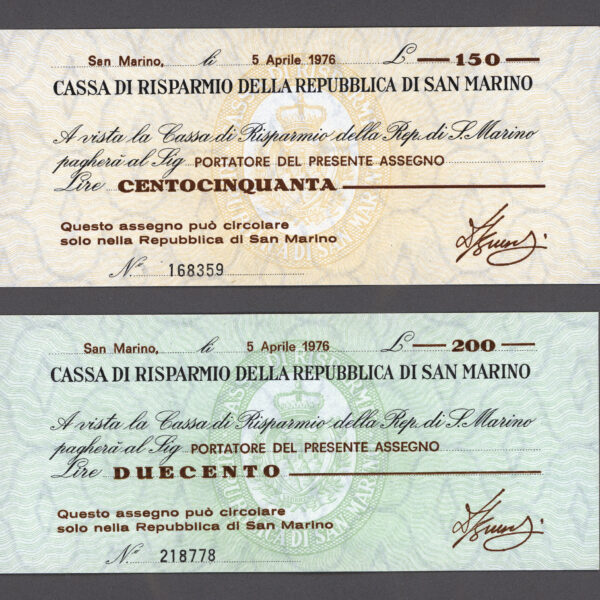 San Marino, li 5 Aprile 1976 L 150
CASSA DI RISPARMIO DELLA REPUBBLICA DI SAN MARINO
A vista la Cassa di Risparmio della Rep. di S. Marino
pagherà al Sig PORTATORE DEL PRESENTE ASSEGNO
Lire CENTOCINQUANTA
Questo assegno può circolare
solo nella Repubblica di San Marino
N° 168359
San Marino, li 5 Aprile 1976 L 200
CASSA DI RISPARMIO DELLA REPUBBLICA DI SAN MARINO
A vista la Cassa di Risparmio della Rep. di S. Marino
pagherà al Sig PORTATORE DEL PRESENTE ASSEGNO
Lire DUECENTO
Questo assegno può circolare
solo nella Repubblica di San Marino
N° 218778